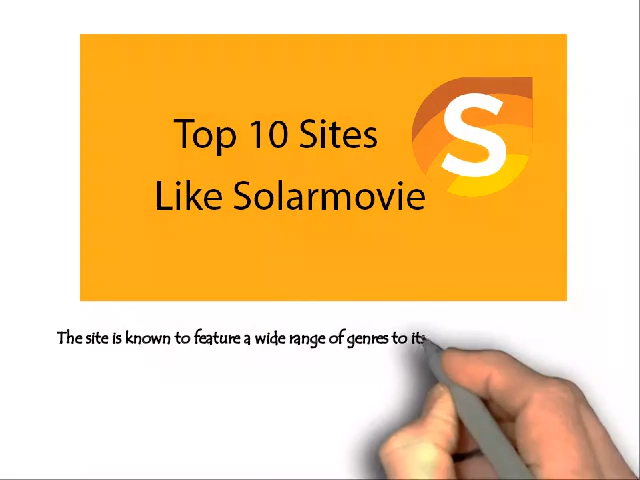 Top 10 Sites
S
Like Solarmovie
The site is known to feature a wide range of genres to its